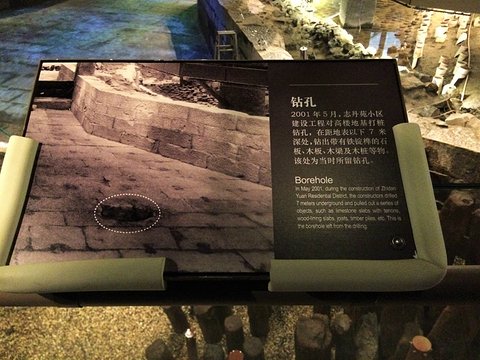 钻孔
2001年5月，志丹苑小区
建设工程对高楼地基打桩
钻孔，在距地表以下7米
深处，钻出带有铁锭榫的石
板、木板、木梁及木桩等物。
该处为当时所留钻孔。
Borehole
In May 2001, during the construction of Zhidan
Yuan Residential District, the constructors drilled
7 meters underground and pulled out a series of
objects, such as limestone slabs with tenons,
wood-lining slabs, joists, timber piles, etc. This is
the borehole left from the drilling.